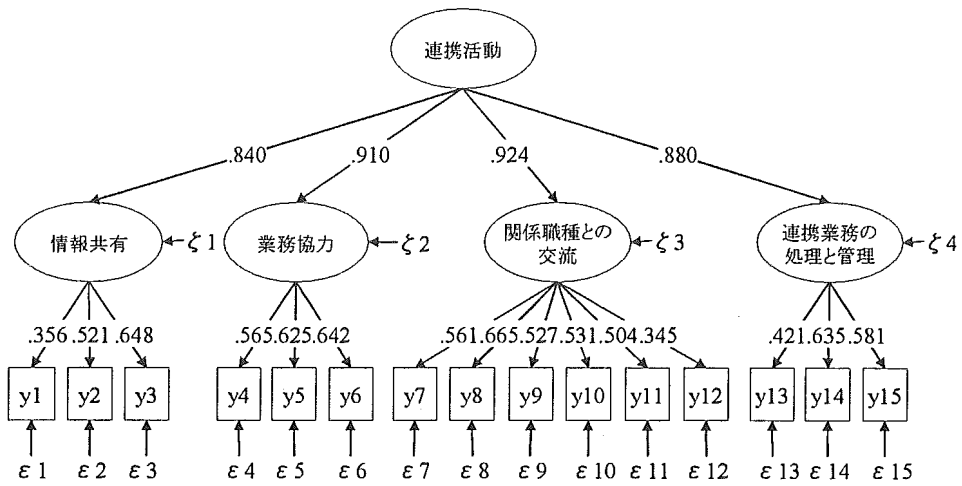 連携活動
.840 .910 .924 .880
情報共有 ζ1 業務協力 ζ2 関係職種との ζ3 連携業務の ζ4
交流 処理と管理
.356 .521 .648 .565 .625 .642 .561 .665 .527 .531 .504 .345 .421 .635 .581
y1 y2 y3 y4 y5 y6 y7 y8 y9 y10 y11 y12 y13 y14 y15
ε1 ε2 ε3 ε4 ε5 ε6 ε7 ε8 ε9 ε10 ε11 ε12 ε13 ε14 ε15